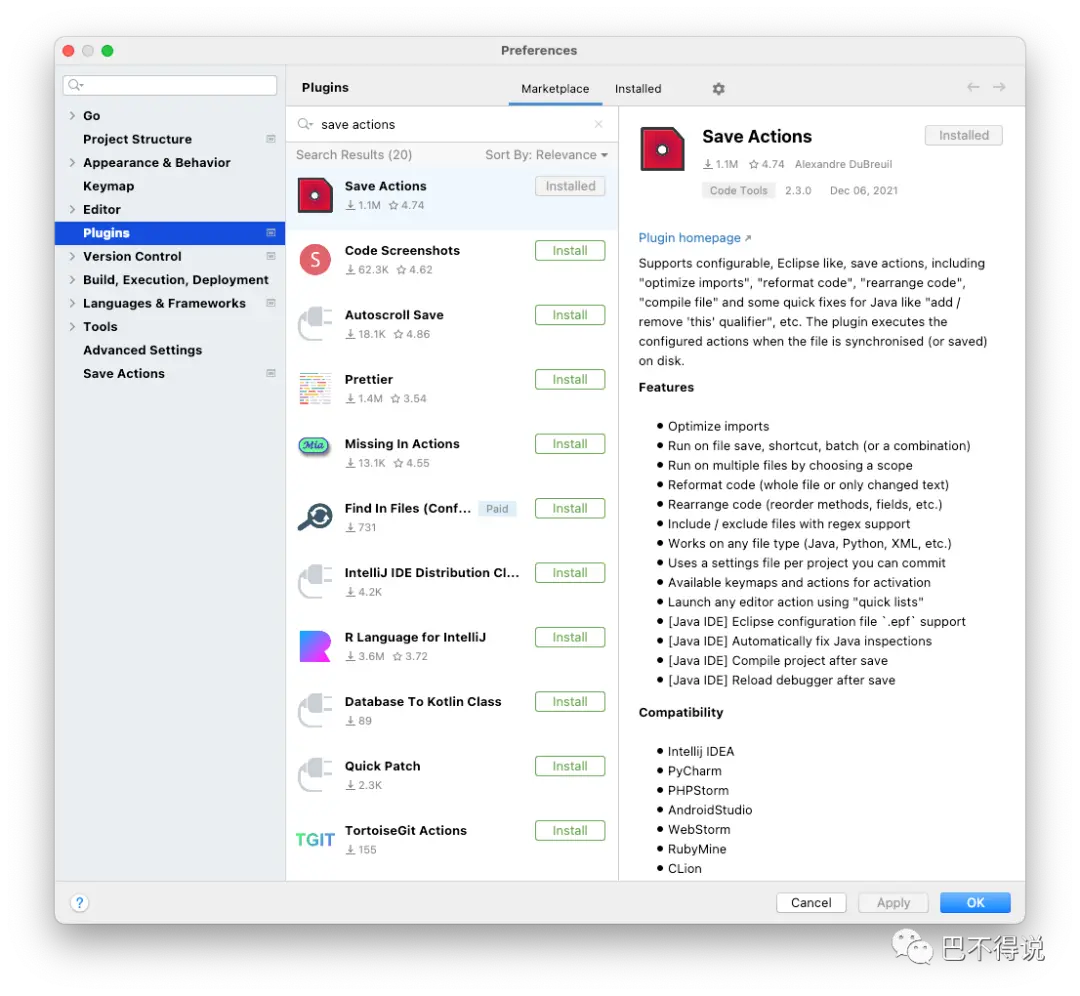 Preferences
Go
Project Structure
Appearance & Behavior
Keymap
Editor
Plugins
Version Control
Build, Execution, Deployment
Languages & Frameworks
Tools
Advanced Settings
Save Actions
Plugins
Marketplace
Installed
save actions
Search Results (20)
Sort By: Relevance
Save Actions
1.1M 4.74
Installed
S
Code Screenshots
62.3K 4.62
Install
Autoscroll Save
18.1K 4.86
Install
Prettier
1.4M 3.54
Install
Mia
Missing In Actions
13.1K 4.55
Install
Find In Files (Conf... Paid
731
Install
IntelliJ IDE Distribution Cl...
4.2K
Install
R Language for IntelliJ
3.6M 3.72
Install
Database To Kotlin Class
89
Install
Quick Patch
2.3K
Install
TGIT
TortoiseGit Actions
155
Install
Save Actions
Installed
1.1M 4.74 Alexandre DuBreuil
Code Tools 2.3.0 Dec 06, 2021
Plugin homepage ↗
Supports configurable, Eclipse like, save actions, including
"optimize imports", "reformat code", "rearrange code",
"compile file" and some quick fixes for Java like "add /
remove 'this' qualifier", etc. The plugin executes the
configured actions when the file is synchronised (or saved)
on disk.
Features
• Optimize imports
• Run on file save, shortcut, batch (or a combination)
• Run on multiple files by choosing a scope
• Reformat code (whole file or only changed text)
• Rearrange code (reorder methods, fields, etc.)
• Include / exclude files with regex support
• Works on any file type (Java, Python, XML, etc.)
• Uses a settings file per project you can commit
• Available keymaps and actions for activation
• Launch any editor action using "quick lists"
• [Java IDE] Eclipse configuration file `.epf` support
• [Java IDE] Automatically fix Java inspections
• [Java IDE] Compile project after save
• [Java IDE] Reload debugger after save
Compatibility
• Intellij IDEA
• PyCharm
• PHPStorm
• AndroidStudio
• WebStorm
• RubyMine
• CLion
?
Cancel
Apply
OK
巴不得说